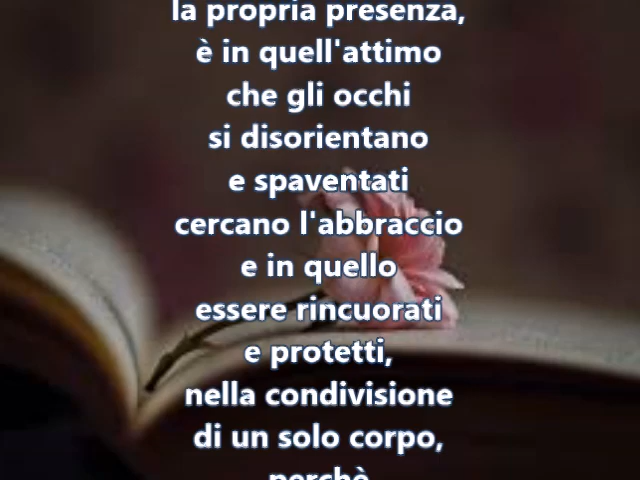 la propria presenza,
è in quell'attimo
che gli occhi
si disorientano
e spaventati
cercano l'abbraccio
e in quello
essere rincuorati
e protetti,
nella condivisione
di un solo corpo,
perchè